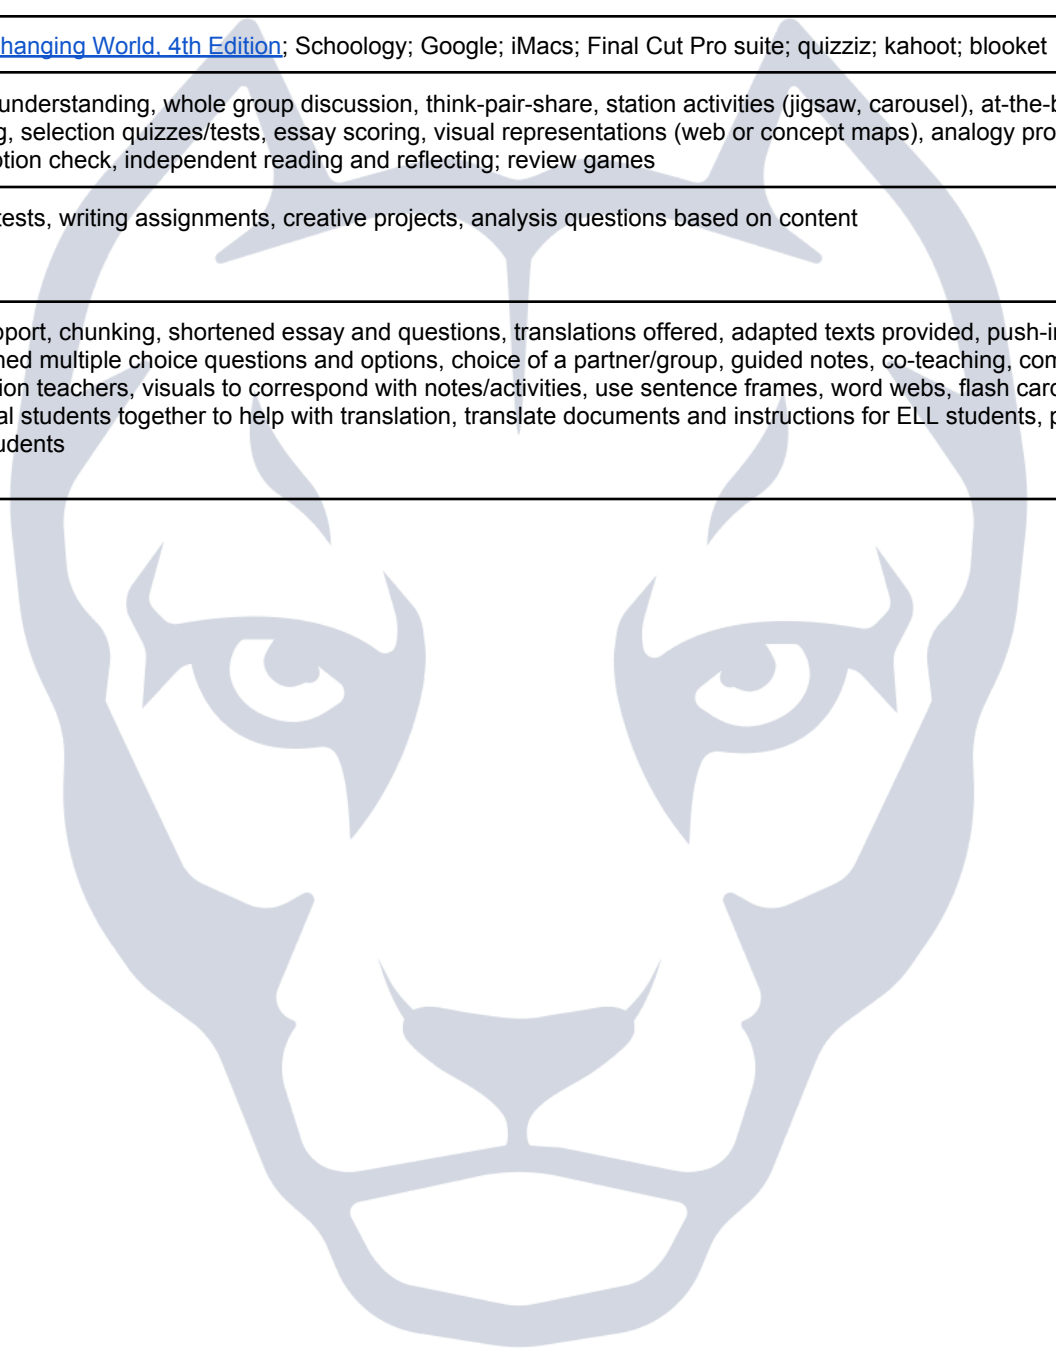 hanging World, 4th Edition; Schoology; Google; iMacs; Final Cut Pro suite; quizziz; kahoot; blooket
understanding, whole group discussion, think-pair-share, station activities (jigsaw, carousel), at-the-b
g, selection quizzes/tests, essay scoring, visual representations (web or concept maps), analogy pro
ption check, independent reading and reflecting; review games
tests, writing assignments, creative projects, analysis questions based on content
pport, chunking, shortened essay and questions, translations offered, adapted texts provided, push-in
ned multiple choice questions and options, choice of a partner/group, guided notes, co-teaching, com
ion teachers, visuals to correspond with notes/activities, use sentence frames, word webs, flash card
al students together to help with translation, translate documents and instructions for ELL students, p
udents